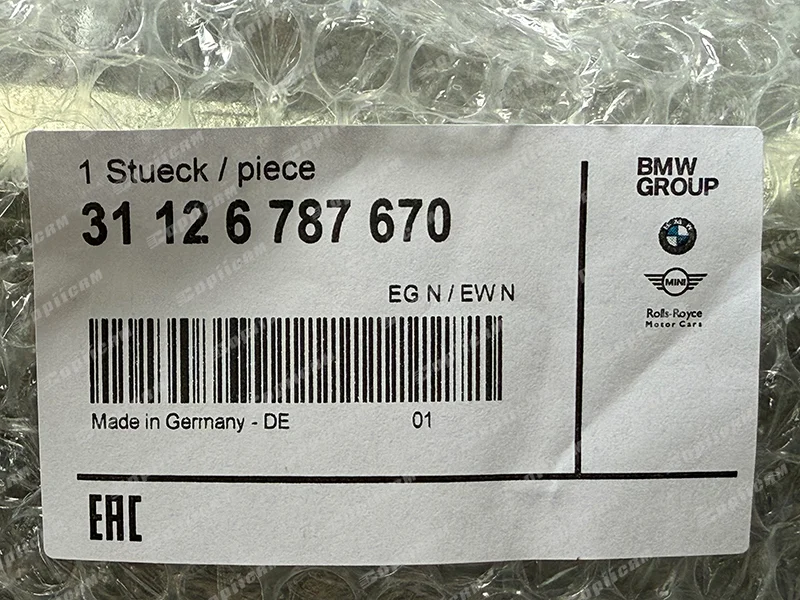 1 Stueck / piece
31 12 6 787 670
EG N / EW N
Made in Germany - DE 01
EAC
BMW
GROUP
BMW
MINI
Rolls-Royce
Motor Cars